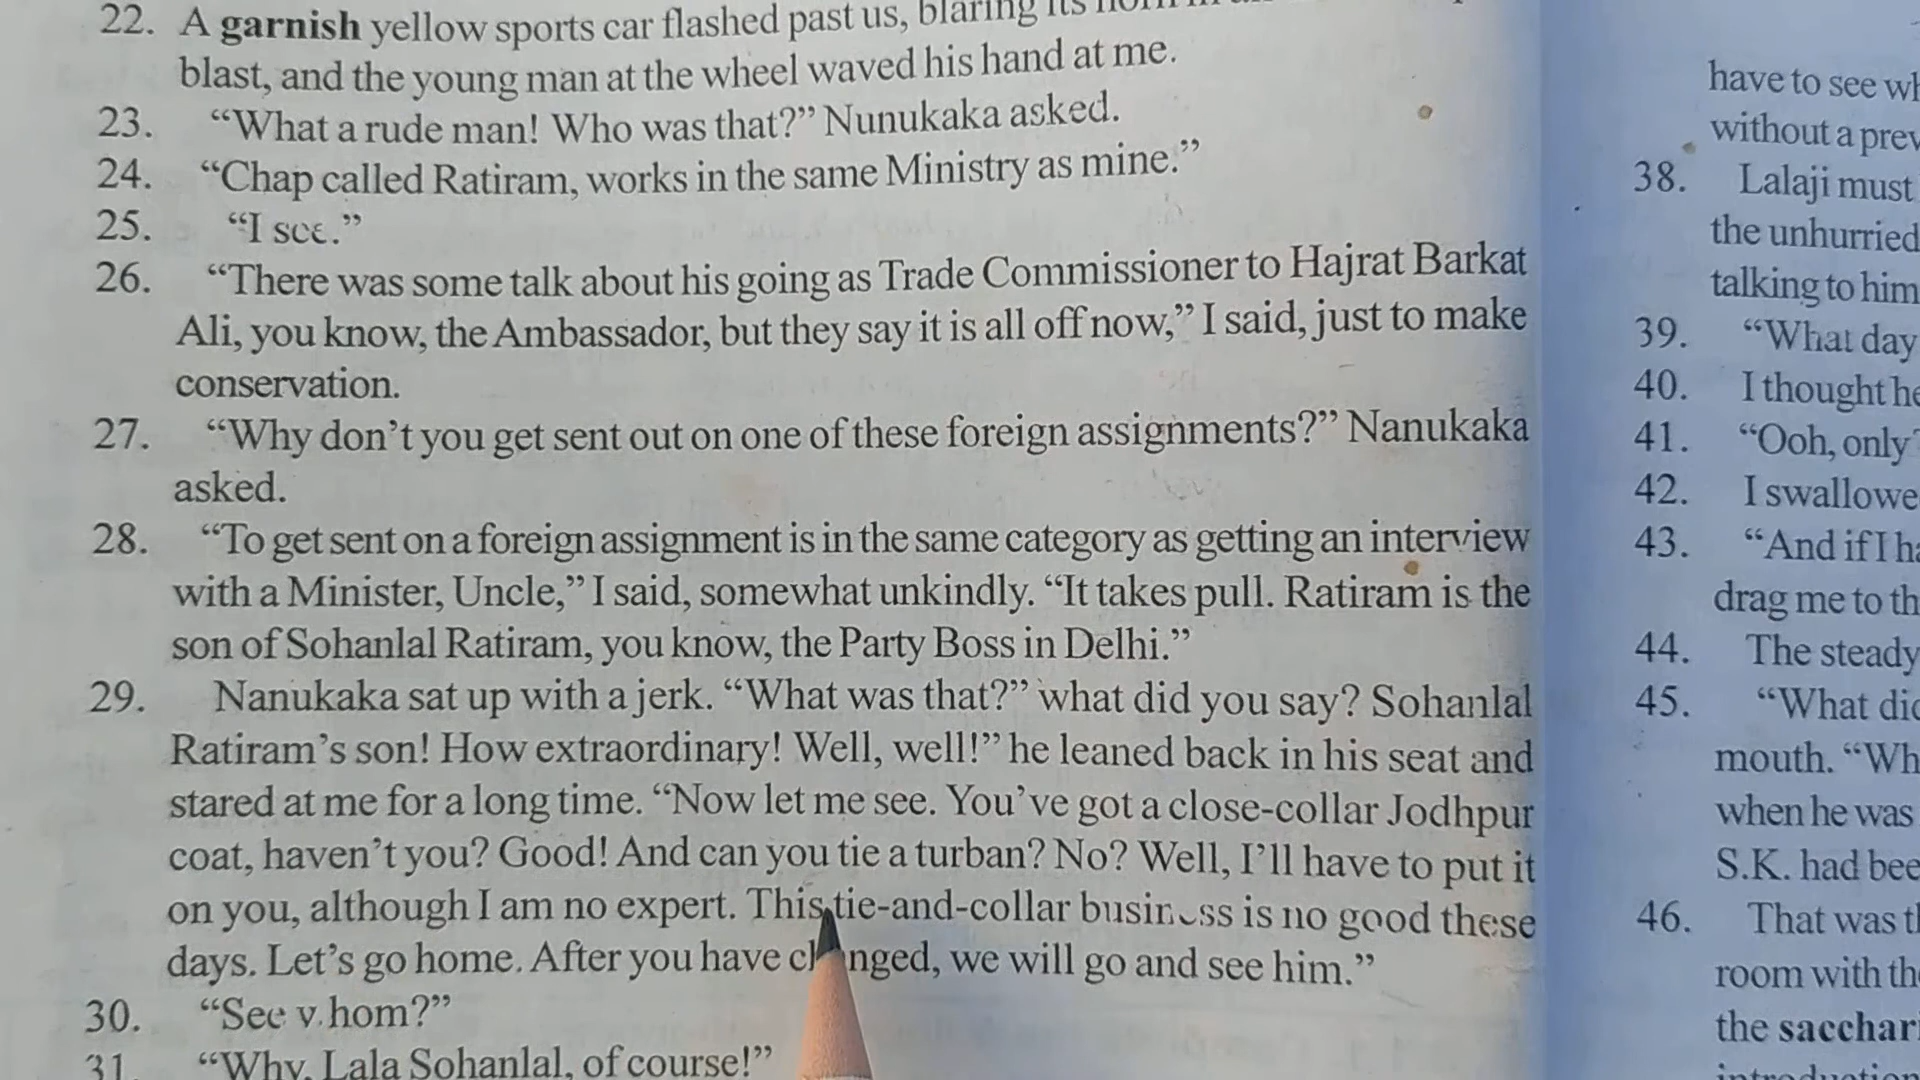 22. A garnish yellow sports car flashed past us, blaring its horn in
blast, and the young man at the wheel waved his hand at me.
23. “What a rude man! Who was that?” Nunukaka asked.
24. “Chap called Ratiram, works in the same Ministry as mine.”
25. “I see.”
26. “There was some talk about his going as Trade Commissioner to Hajrat Barkat
Ali, you know, the Ambassador, but they say it is all off now,” I said, just to make
conservation.
27. “Why don’t you get sent out on one of these foreign assignments?” Nanukaka
asked.
28. “To get sent on a foreign assignment is in the same category as getting an interview
with a Minister, Uncle,” I said, somewhat unkindly. “It takes pull. Ratiram is the
son of Sohanlal Ratiram, you know, the Party Boss in Delhi.”
29. Nanukaka sat up with a jerk. “What was that?” what did you say? Sohanlal
Ratiram’s son! How extraordinary! Well, well!” he leaned back in his seat and
stared at me for a long time. “Now let me see. You’ve got a close-collar Jodhpur
coat, haven’t you? Good! And can you tie a turban? No? Well, I’ll have to put it
on you, although I am no expert. This tie-and-collar business is no good these
days. Let’s go home. After you have changed, we will go and see him.”
30. “See whom?”
31. “Why, Lala Sohanlal, of course!”
have to see
without a
38. Lalaji must
the unhurried
talking to him
39. “What day
40. I thought
41. “Ooh, only
42. I
43. “And if I
drag me to
44. The steady
45. “What
mouth.
when he was
S.K. had
46. That was
room with
the